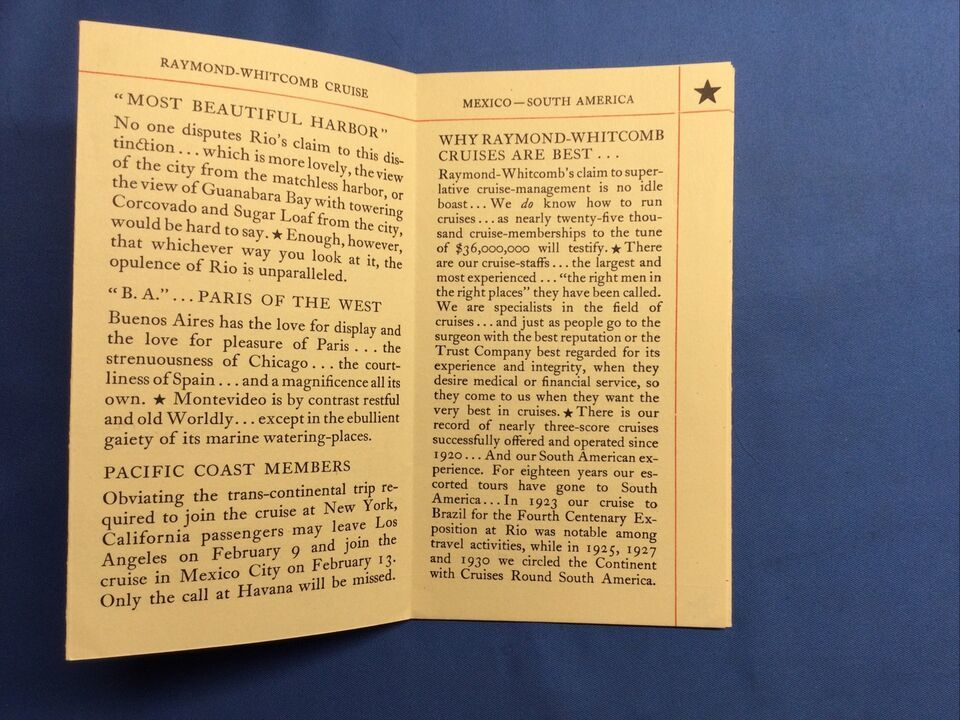 RAYMOND-WHITCOMB CRUISE
"MOST BEAUTIFUL HARBOR"
No one disputes Rio's claim to this dis-
tinction . . . which is more lovely, the view
of the city from the matchless harbor, or
the view of Guanabara Bay with towering
Corcovado and Sugar Loaf from the city,
would be hard to say. ★ Enough, however,
that whichever way you look at it, the
opulence of Rio is unparalleled.
"B. A." . . . PARIS OF THE WEST
Buenos Aires has the love for display and
the love for pleasure of Paris . . . the
strenuousness of Chicago . . . the court-
liness of Spain . . . and a magnificence all its
own. ★ Montevideo is by contrast restful
and old Worldly . . . except in the ebullient
gaiety of its marine watering-places.
PACIFIC COAST MEMBERS
Obviating the trans-continental trip re-
quired to join the cruise at New York,
California passengers may leave Los
Angeles on February 9 and join the
cruise in Mexico City on February 13.
Only the call at Havana will be missed.
MEXICO—SOUTH AMERICA
★
WHY RAYMOND-WHITCOMB
CRUISES ARE BEST . . .
Raymond-Whitcomb's claim to super-
lative cruise-management is no idle
boast . . . We do know how to run
cruises . . . as nearly twenty-five thou-
sand cruise-memberships to the tune
of $36,000,000 will testify. ★ There
are our cruise-staffs . . . the largest and
most experienced . . . "the right men in
the right places" they have been called.
We are specialists in the field of
cruises . . . and just as people go to the
surgeon with the best reputation or the
Trust Company best regarded for its
experience and integrity, when they
desire medical or financial service, so
they come to us when they want the
very best in cruises. ★ There is our
record of nearly three-score cruises
successfully offered and operated since
1920 . . . And our South American ex-
perience. For eighteen years our es-
corted tours have gone to South
America . . . In 1923 our cruise to
Brazil for the Fourth Centenary Ex-
position at Rio was notable among
travel activities, while in 1925, 1927
and 1930 we circled the Continent
with Cruises Round South America.